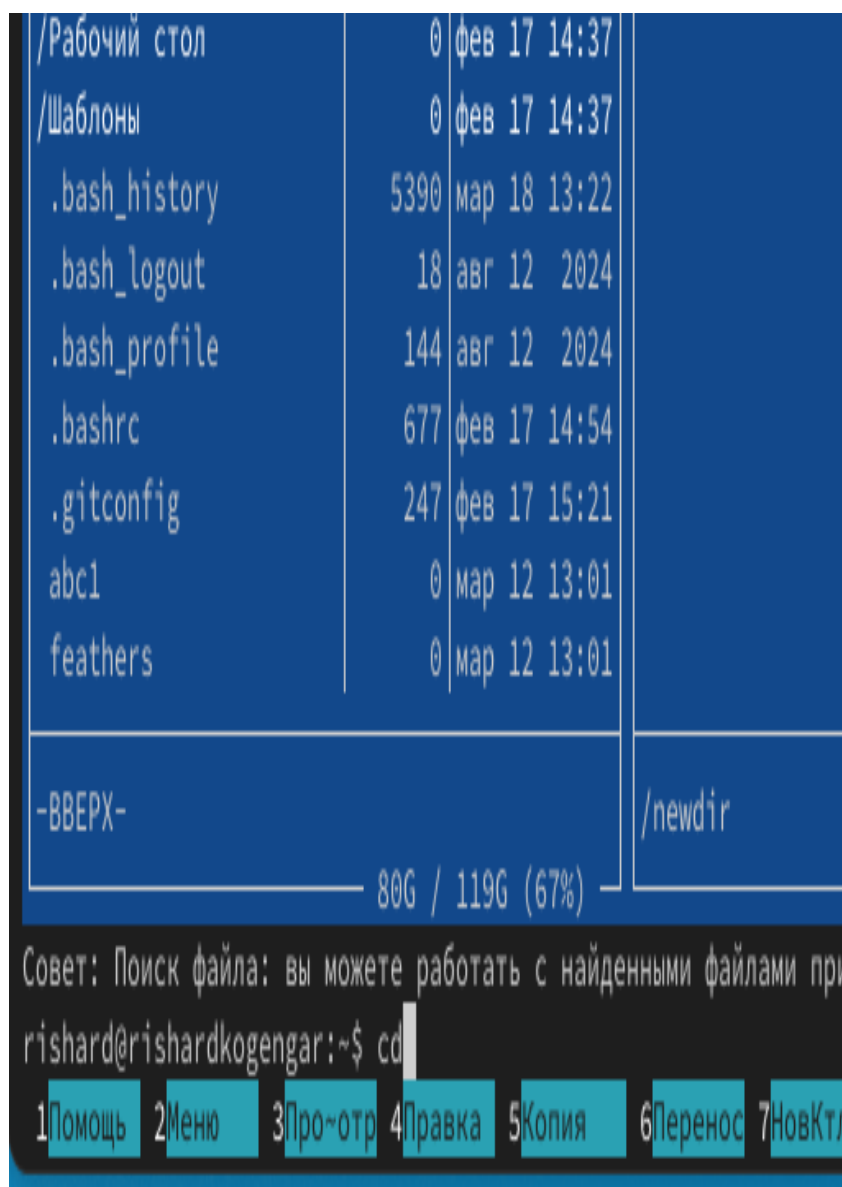 /Рабочий стол 0 фев 17 14:37
/Шаблоны 0 фев 17 14:37
.bash_history 5390 мар 18 13:22
.bash_logout 18 авг 12 2024
.bash_profile 144 авг 12 2024
.bashrc 677 фев 17 14:54
.gitconfig 247 фев 17 15:21
abc1 0 мар 12 13:01
feathers 0 мар 12 13:01
-ВВЕРХ- /newdir
80G / 119G (67%)
Совет: Поиск файла: вы можете работать с найденными файлами при
rishard@rishardkogengar:~$ cd
1Помощь 2Меню 3Про~отр 4Правка 5Копия 6Перенос 7НовКтл